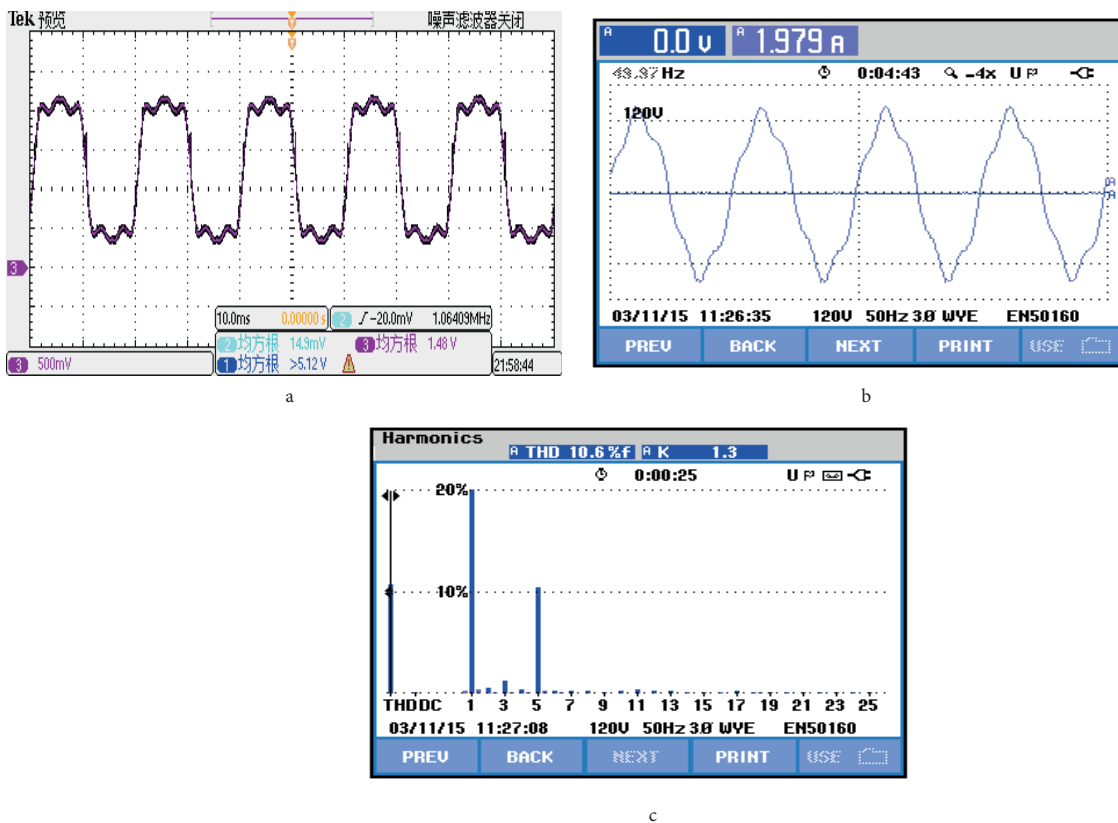 Tek 预览 噪声滤波器关闭
3
10.0ms 0.00000 s 2 ∫ -20.0mV 1.06409MHz
2 均方根 14.9mV 3 均方根 1.48 V
1 均方根 >5.12 V
3 500mV 21:58:44
a
A 0.0 V A 1.979 A
Hz 0:04:43 -4x U
120V
A
A
03/11/15 11:26:35 120V 50Hz 3Ø WYE EN50160
PREV BACK NEXT PRINT USE
b
Harmonics
A THD 10.6 %f A K 1.3
0:00:25 U
20%
10%
THD DC 1 3 5 7 9 11 13 15 17 19 21 23 25
03/11/15 11:27:08 120V 50Hz 3Ø WYE EN50160
PREV BACK NEXT PRINT USE
c